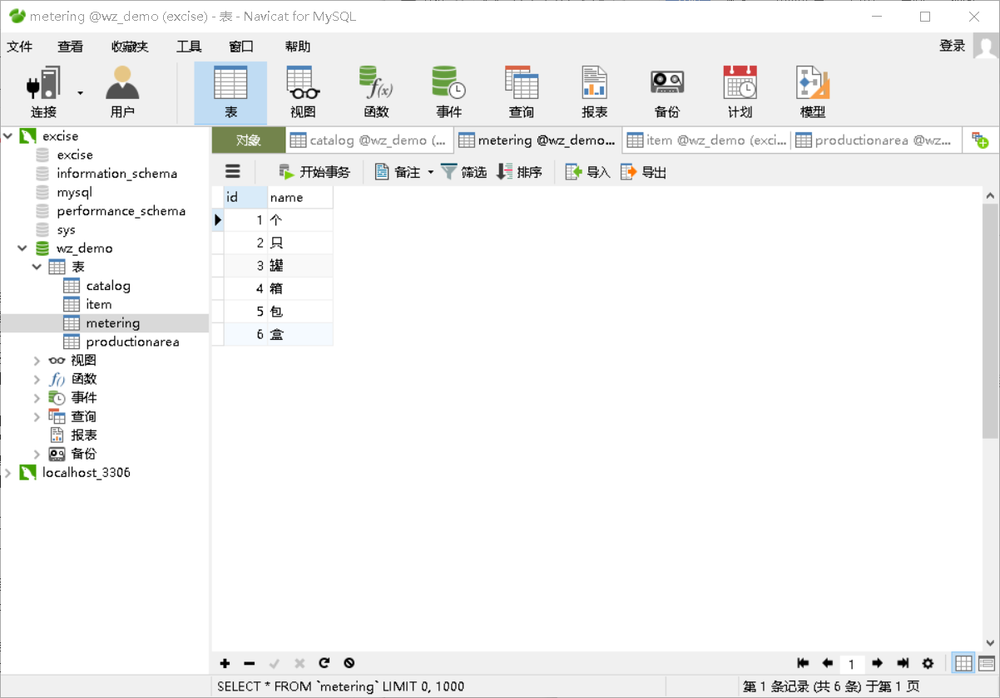 metering @wz_demo (excise) - 表 - Navicat for MySQL
文件 查看 收藏夹 工具 窗口 帮助 登录
连接 用户 表 视图 函数 事件 查询 报表 备份 计划 模型
对象 catalog @wz_demo (... metering @wz_demo... item @wz_demo (exci... productionarea @wz...
开始事务 备注 筛选 排序 导入 导出
excise
excise
information_schema
mysql
performance_schema
sys
wz_demo
表
catalog
item
metering
productionarea
视图
函数
事件
查询
报表
备份
localhost_3306
id name
1 个
2 只
3 罐
4 箱
5 包
6 盒
1
SELECT * FROM `metering` LIMIT 0, 1000 第 1 条记录 (共 6 条) 于第 1 页